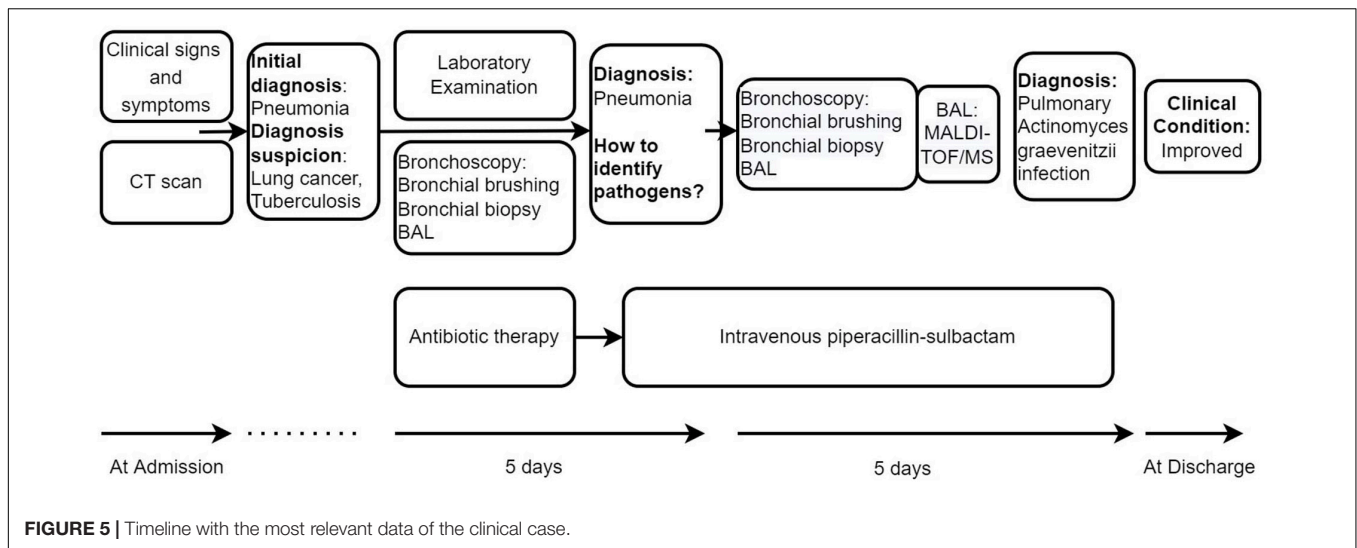 Clinical signs
and
symptoms
CT scan
Initial
diagnosis:
Pneumonia
Diagnosis
suspicion:
Lung cancer,
Tuberculosis
Laboratory
Examination
Bronchoscopy:
Bronchial brushing
Bronchial biopsy
BAL
Diagnosis:
Pneumonia
How to
identify
pathogens?
Bronchoscopy:
Bronchial brushing
Bronchial biopsy
BAL
BAL:
MALDI-
TOF/MS
Diagnosis:
Pulmonary
Actinomyces
graevenitzii
infection
Clinical
Condition:
Improved
Antibiotic therapy
Intravenous piperacillin-sulbactam
At Admission
5 days
5 days
At Discharge
FIGURE 5 | Timeline with the most relevant data of the clinical case.